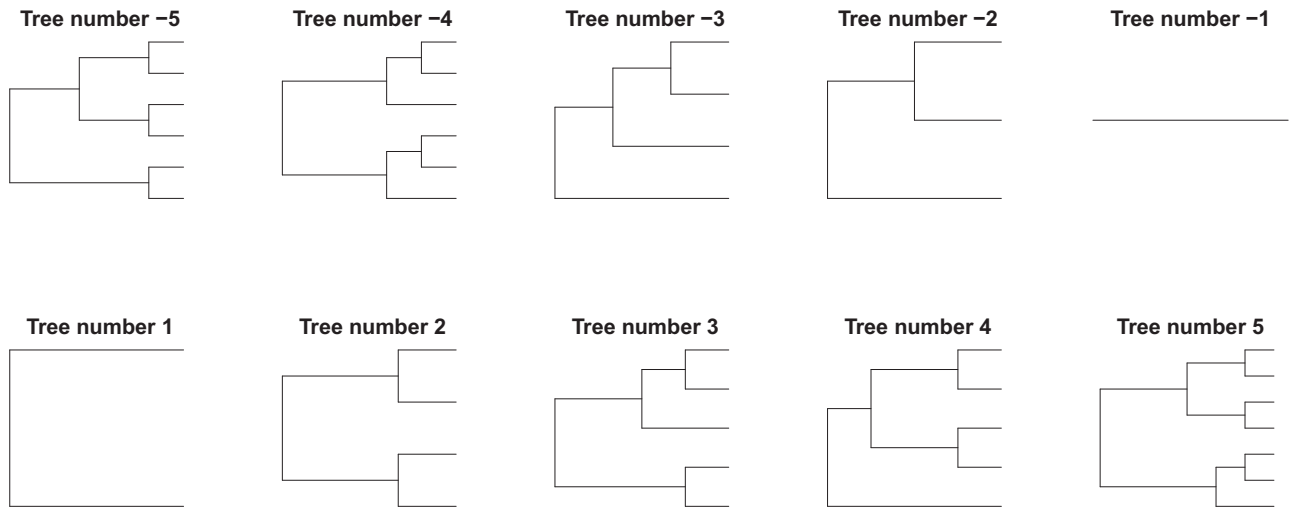 Tree number −5
Tree number −4
Tree number −3
Tree number −2
Tree number −1
Tree number 1
Tree number 2
Tree number 3
Tree number 4
Tree number 5